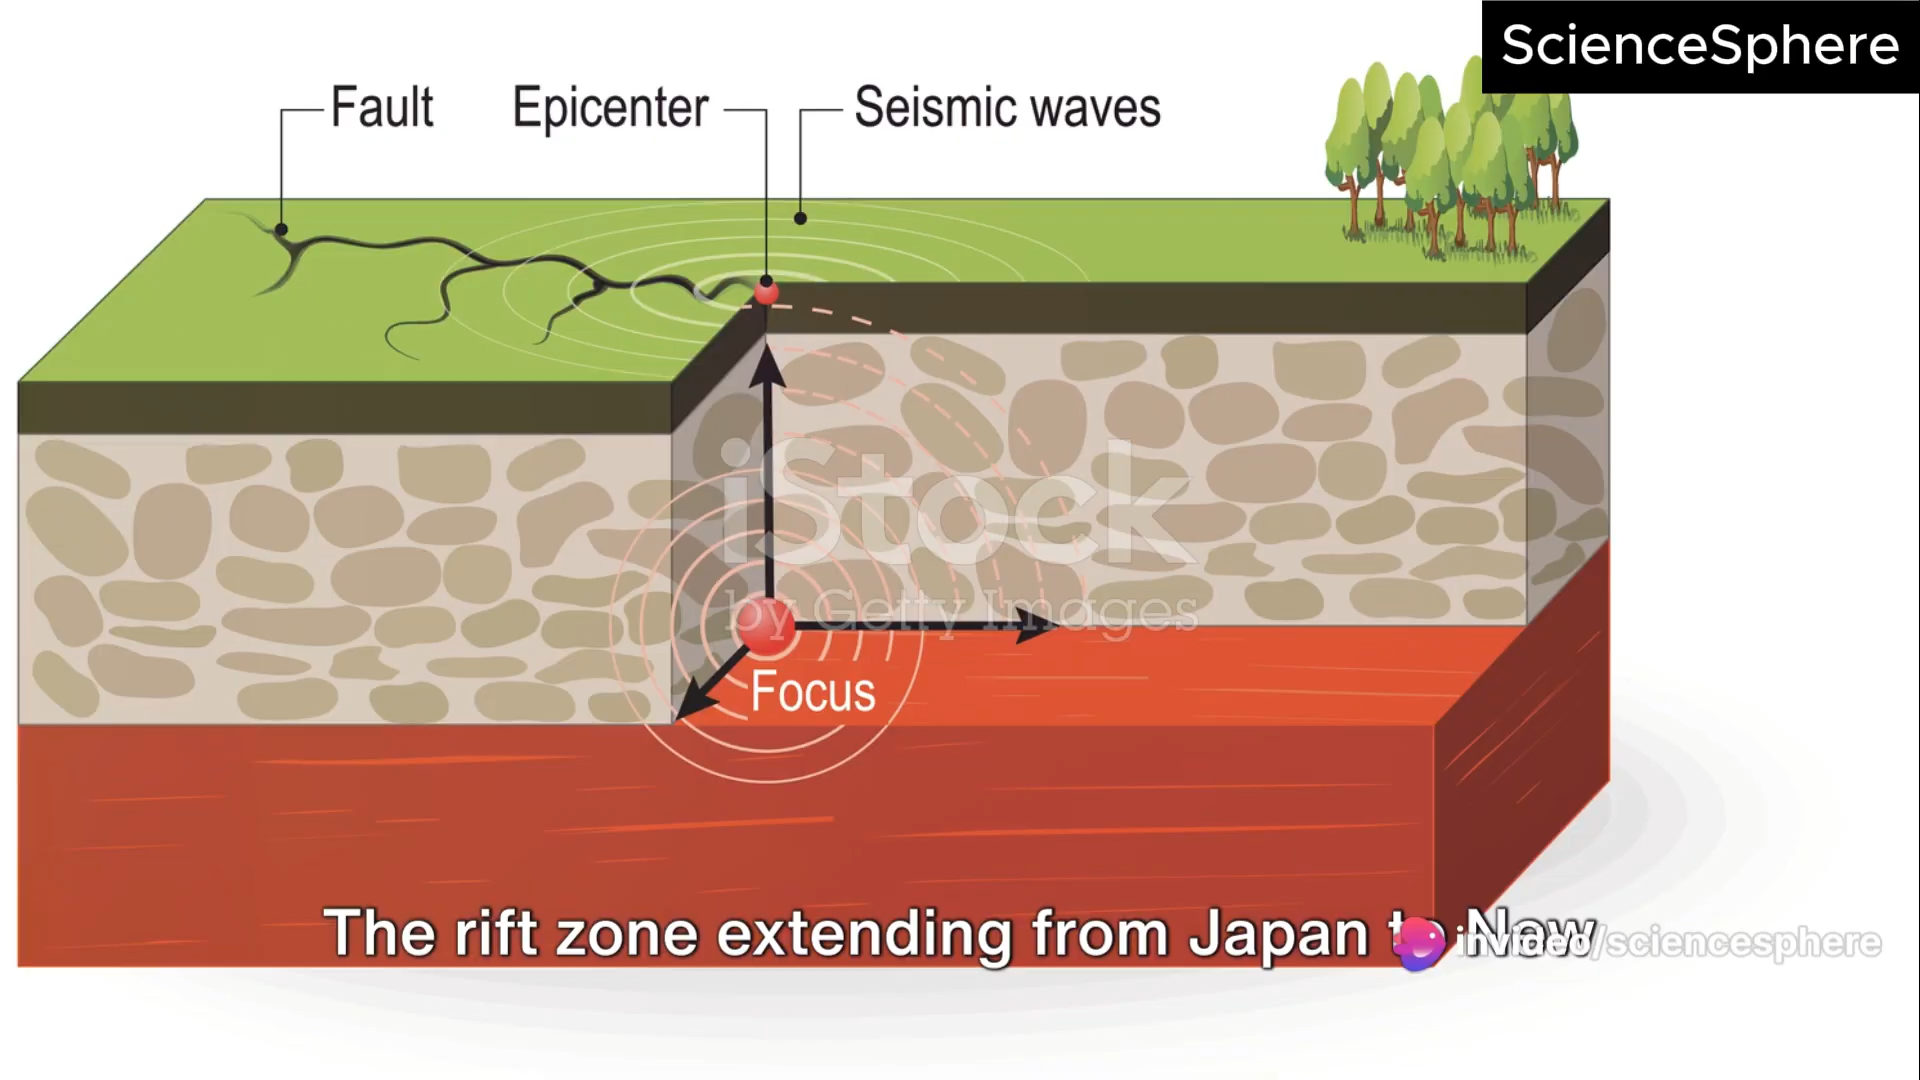 ScienceSphere
Fault
Epicenter
Seismic waves
iStock
by Getty Images
Focus
The rift zone extending from Japan to New
invideo/sciencesphere